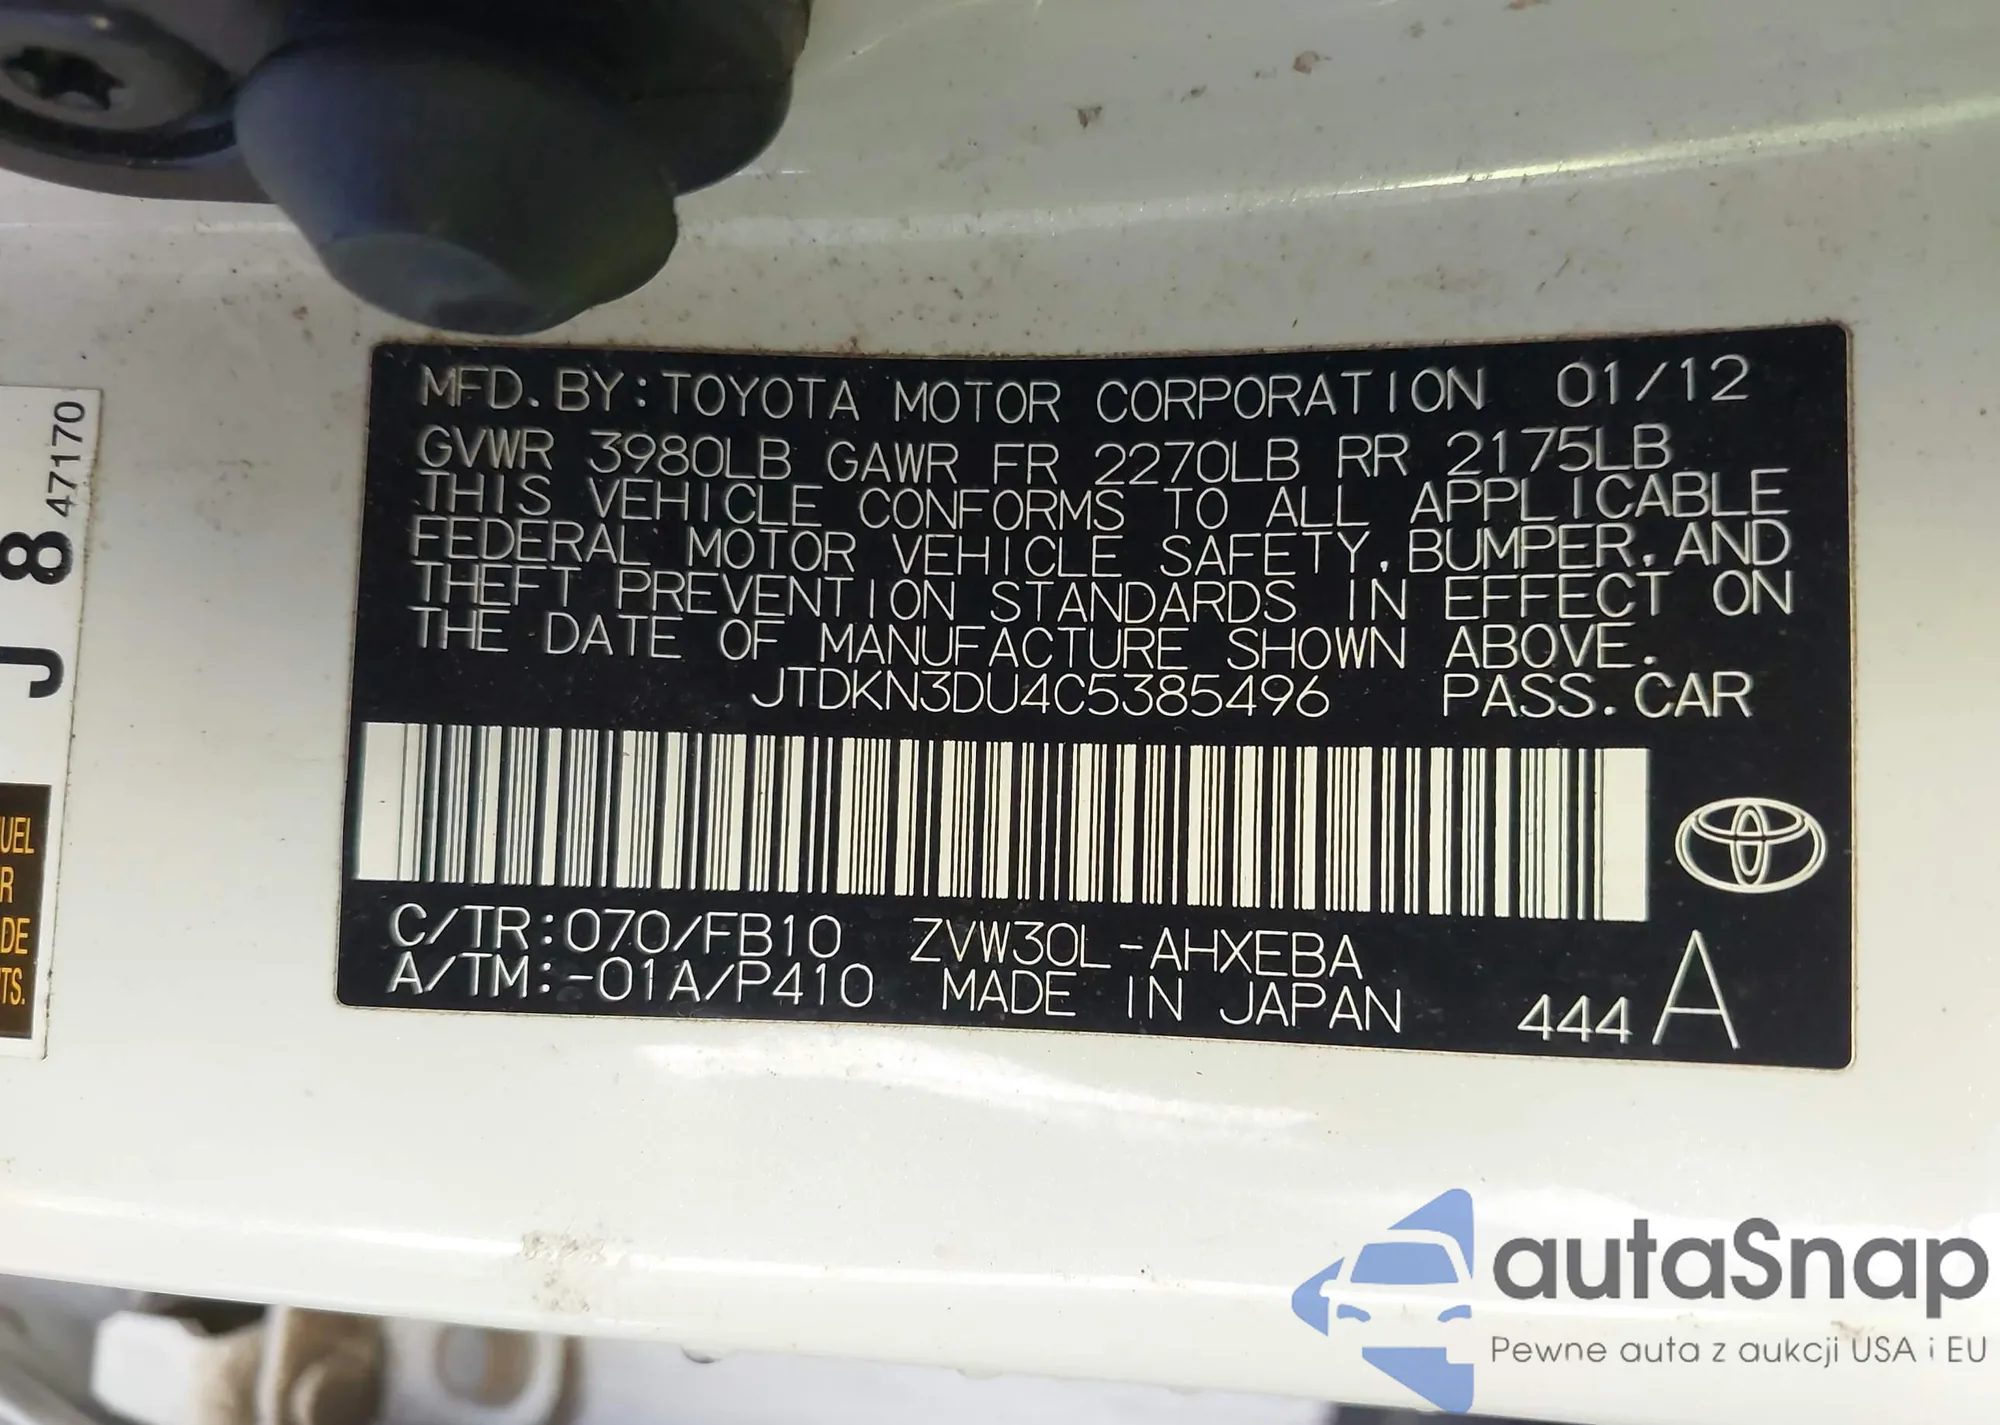 MFD. BY: TOYOTA MOTOR CORPORATION 01/12
GVWR 3980LB GAWR FR 2270LB RR 2175LB
THIS VEHICLE CONFORMS TO ALL APPLICABLE
FEDERAL MOTOR VEHICLE SAFETY, BUMPER, AND
THEFT PREVENTION STANDARDS IN EFFECT ON
THE DATE OF MANUFACTURE SHOWN ABOVE.
JTDKN3DU4C5385496 PASS. CAR
C/TR:070/FB10 ZVW30L-AHXEBA
A/TM:-01A/P410 MADE IN JAPAN 444 A
J 8 47170
UEL
R
DE
TS.
autaSnap
Pewne auta z aukcji USA i EU